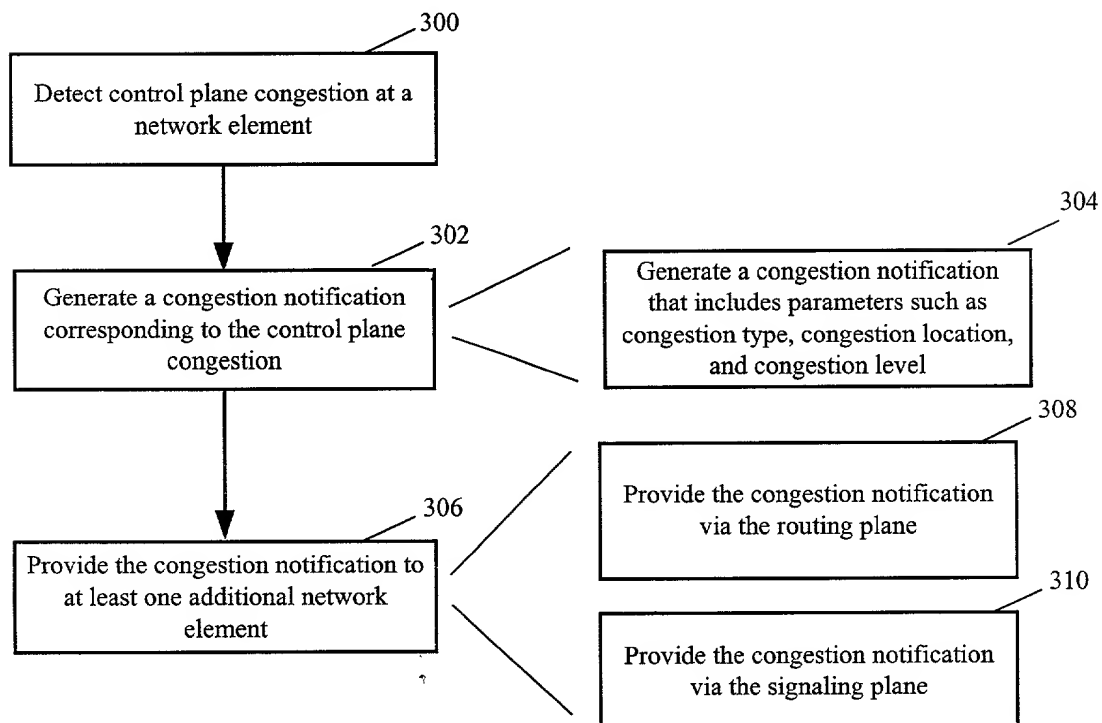 300
Detect control plane congestion at a
network element
302
Generate a congestion notification
corresponding to the control plane
congestion
304
Generate a congestion notification
that includes parameters such as
congestion type, congestion location,
and congestion level
306
Provide the congestion notification to
at least one additional network
element
308
Provide the congestion notification
via the routing plane
310
Provide the congestion notification
via the signaling plane